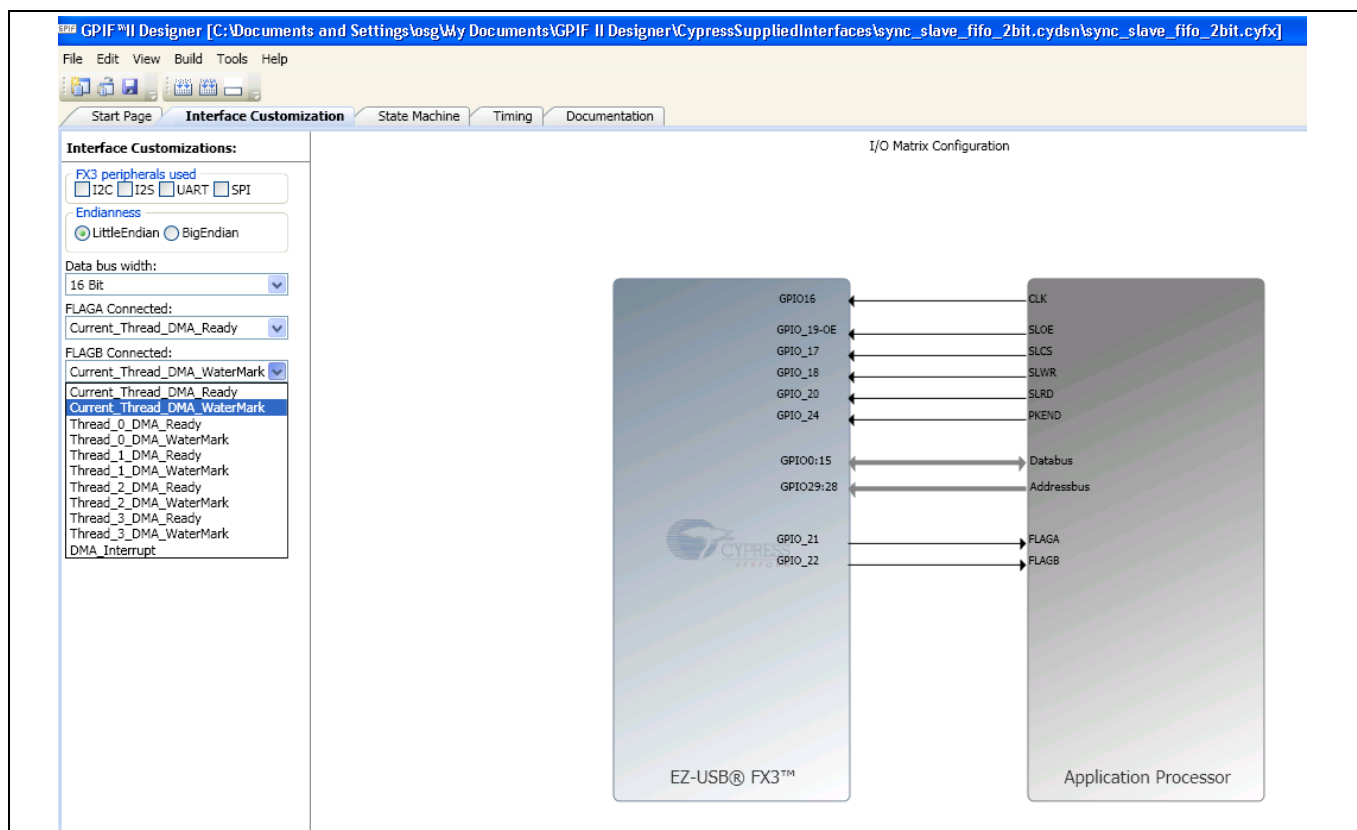 GPIF™II Designer [C:\Documents and Settings\osg\My Documents\GPIF II Designer\CypressSuppliedInterfaces\sync_slave_fifo_2bit.cydsn\sync_slave_fifo_2bit.cyfx]
File Edit View Build Tools Help
Start Page Interface Customization State Machine Timing Documentation
Interface Customizations:
FX3 peripherals used
I2C I2S UART SPI
Endianness
LittleEndian BigEndian
Data bus width:
16 Bit
FLAGA Connected:
Current_Thread_DMA_Ready
FLAGB Connected:
Current_Thread_DMA_WaterMark
Current_Thread_DMA_Ready
Current_Thread_DMA_WaterMark
Thread_0_DMA_Ready
Thread_0_DMA_WaterMark
Thread_1_DMA_Ready
Thread_1_DMA_WaterMark
Thread_2_DMA_Ready
Thread_2_DMA_WaterMark
Thread_3_DMA_Ready
Thread_3_DMA_WaterMark
DMA_Interrupt
I/O Matrix Configuration
GPIO16 CLK
GPIO_19-OE SLOE
GPIO_17 SLCS
GPIO_18 SLWR
GPIO_20 SLRD
GPIO_24 PKEND
GPIO0:15 Databus
GPIO29:28 Addressbus
GPIO_21 FLAGA
CYPRESS
GPIO_22 FLAGB
EZ-USB® FX3™ Application Processor